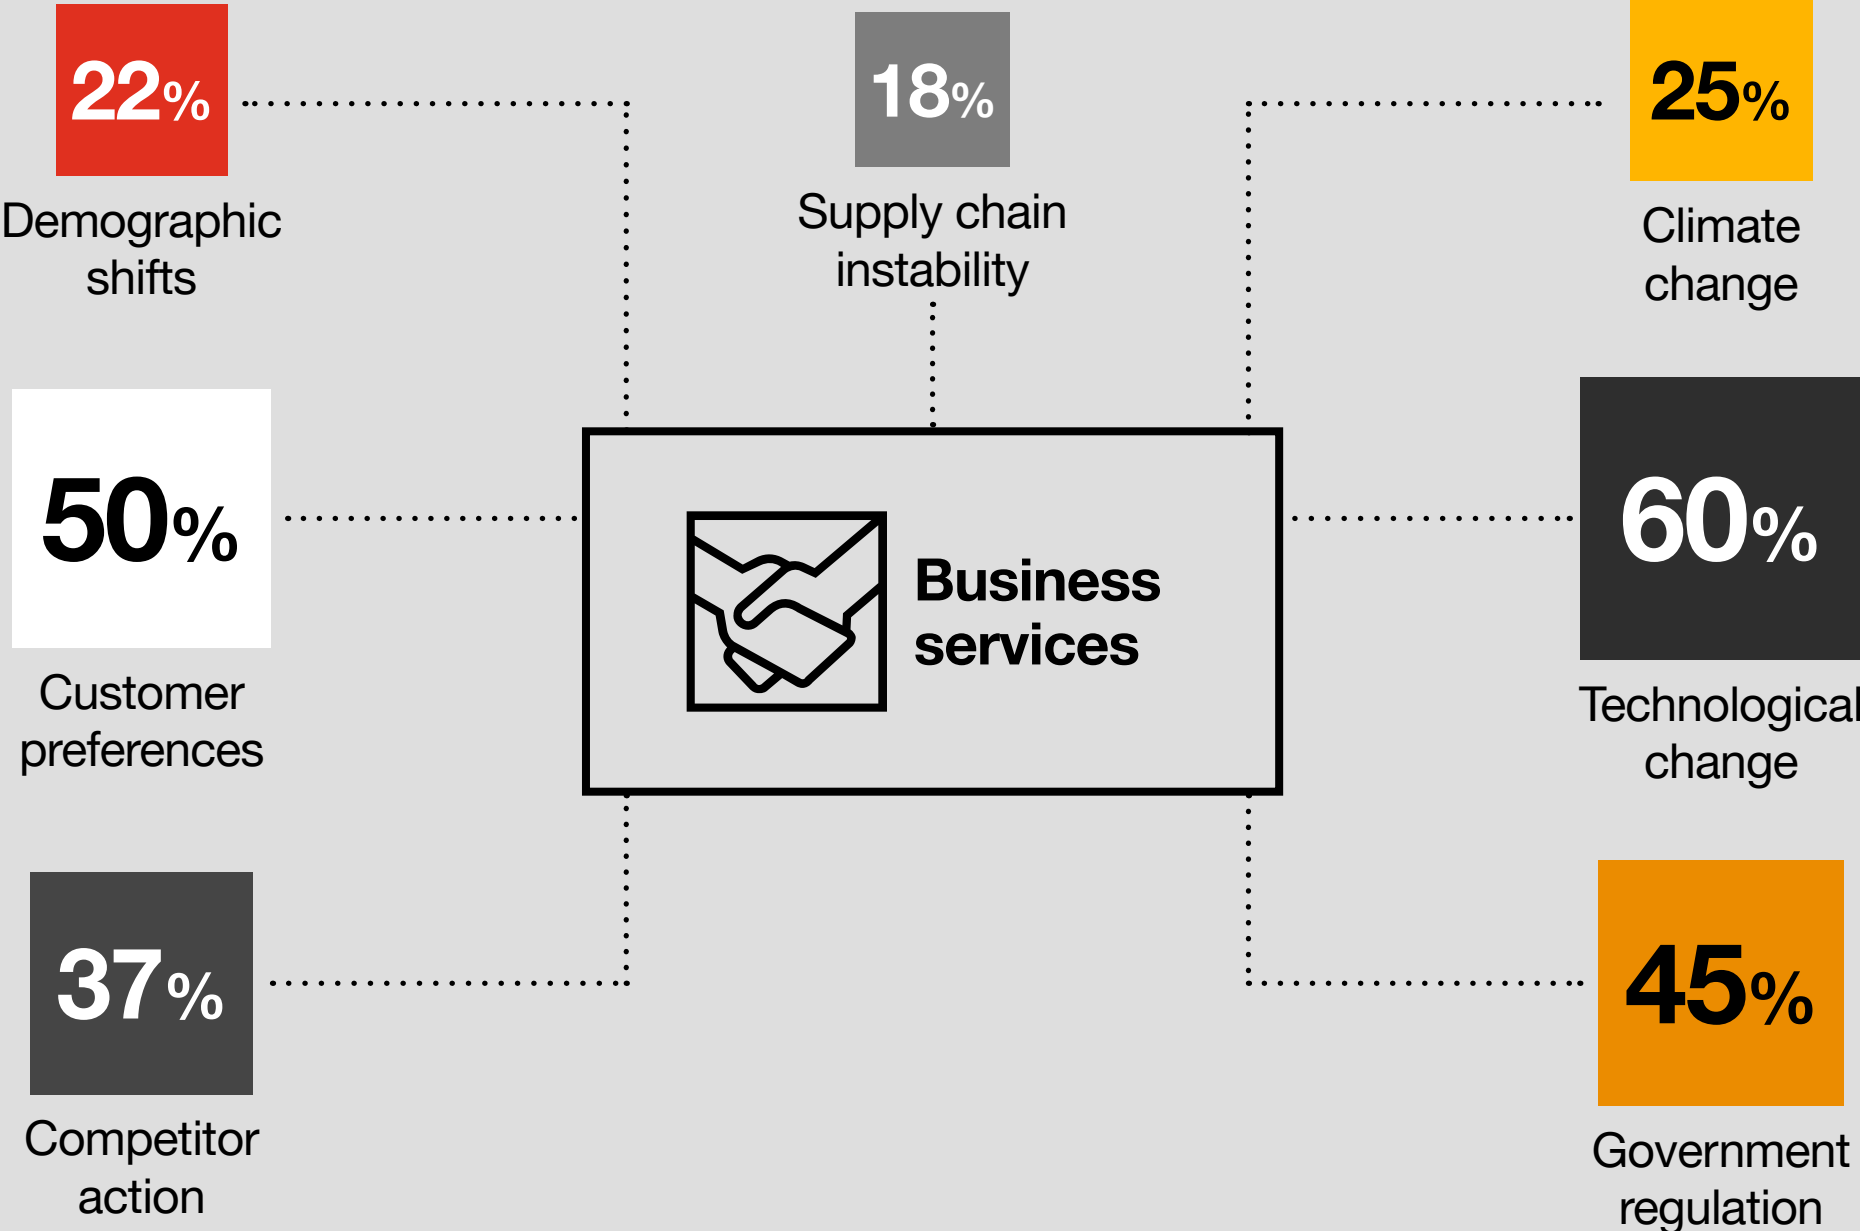 22%
Demographic
shifts
18%
Supply chain
instability
25%
Climate
change
50%
Customer
preferences
Business
services
60%
Technological
change
37%
Competitor
action
45%
Government
regulation